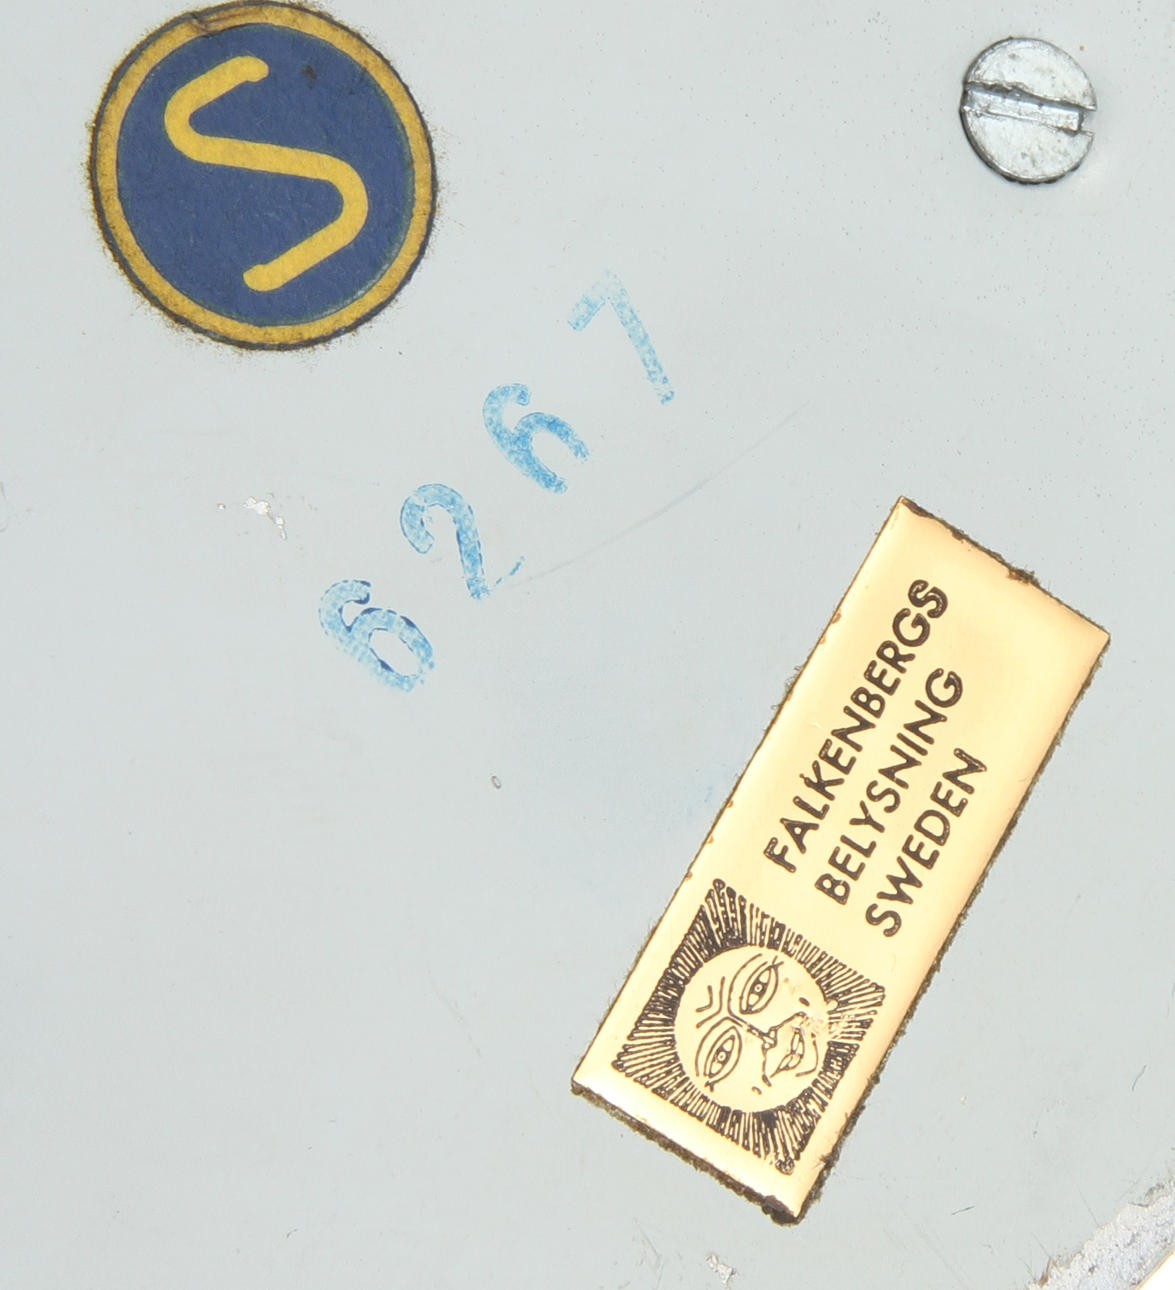 S
6267
FALKENBERGS
BELYSNING
SWEDEN